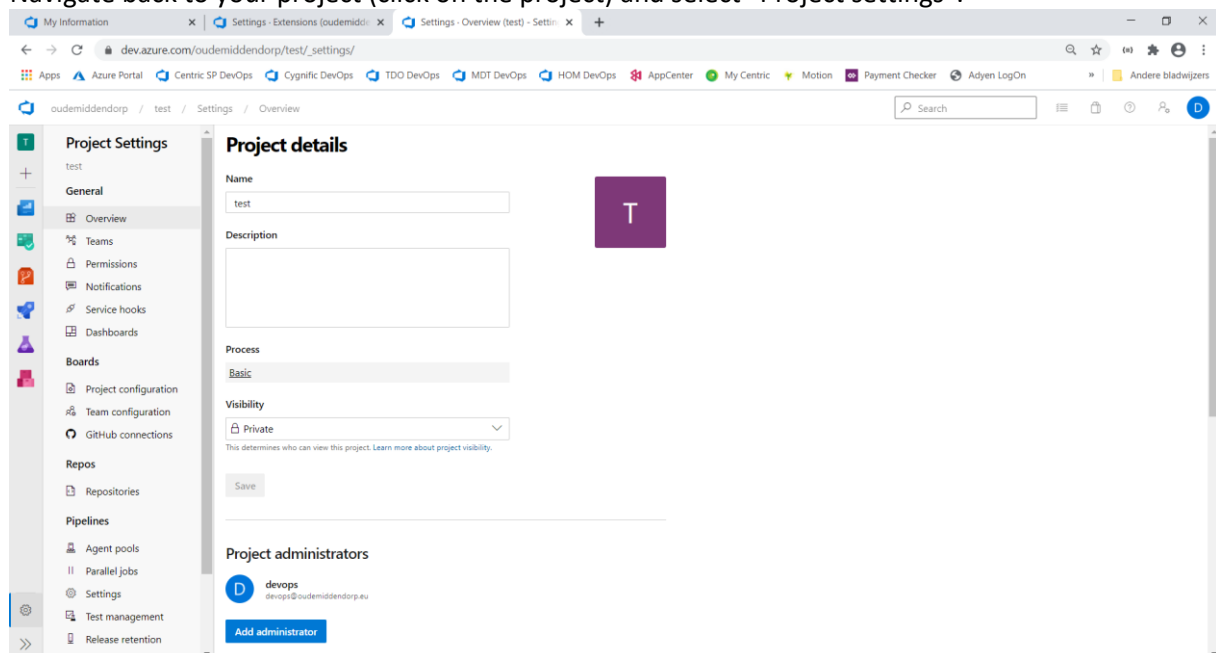 Navigate back to your project (click on the project) and select "Project settings".
My Information
Settings - Extensions (oudemidde
Settings - Overview (test) - Settin
dev.azure.com/oudemiddendorp/test/_settings/
Apps Azure Portal Centric SP DevOps Cygnific DevOps TDO DevOps MDT DevOps HOM DevOps AppCenter My Centric Motion Payment Checker Adyen LogOn » Andere bladwijzers
oudemiddendorp / test / Settings / Overview
Search
D
T
Project Settings
test
General
Overview
Teams
Permissions
Notifications
Service hooks
Dashboards
Boards
Project configuration
Team configuration
GitHub connections
Repos
Repositories
Pipelines
Agent pools
Parallel jobs
Settings
Test management
Release retention
Project details
Name
test
T
Description
Process
Basic
Visibility
Private
This determines who can view this project. Learn more about project visibility.
Save
Project administrators
D
devops
devops@oudemiddendorp.eu
Add administrator